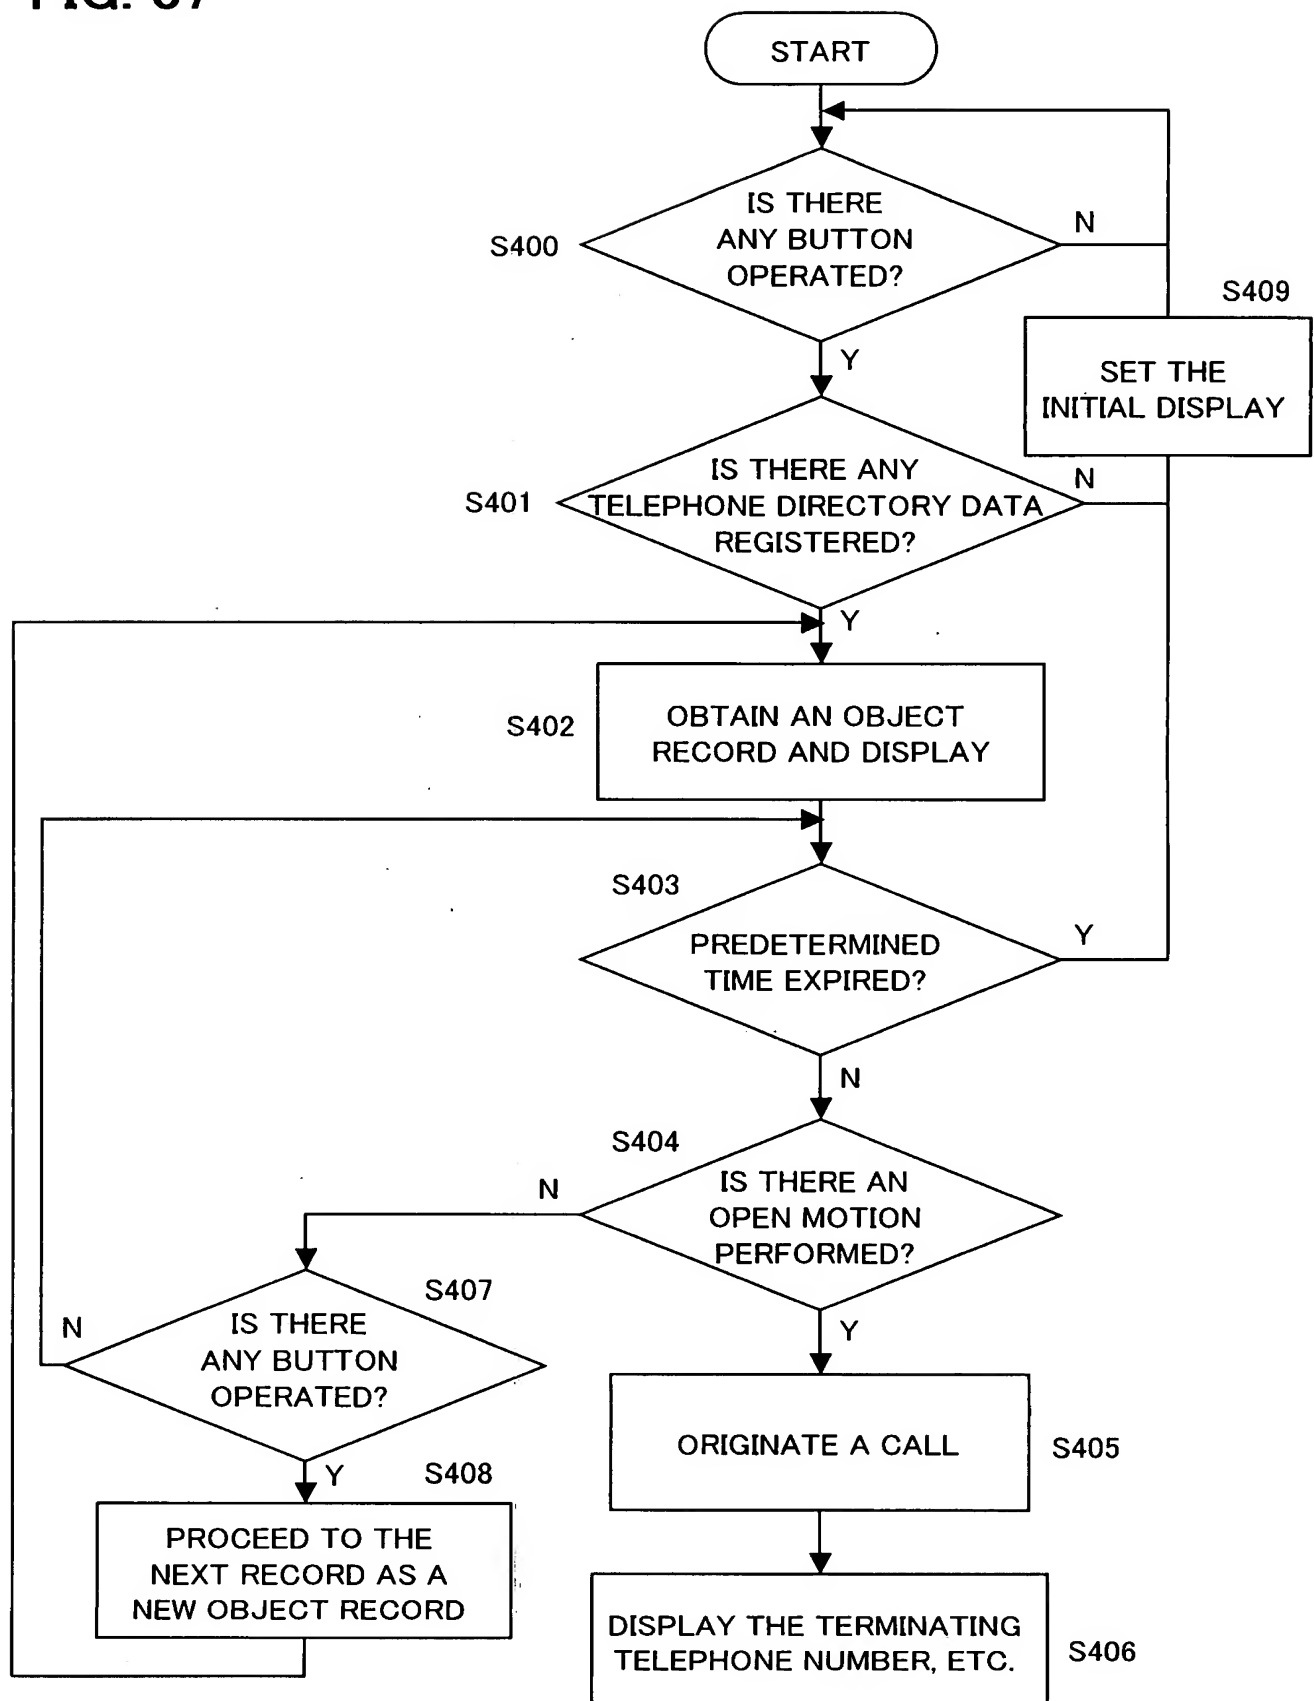 START
IS THERE
ANY BUTTON
OPERATED?
S400
N
S409
Y
SET THE
INITIAL DISPLAY
IS THERE ANY
TELEPHONE DIRECTORY DATA
REGISTERED?
S401
N
Y
S402
OBTAIN AN OBJECT
RECORD AND DISPLAY
S403
PREDETERMINED
TIME EXPIRED?
Y
N
S404
IS THERE AN
OPEN MOTION
PERFORMED?
N
S407
IS THERE
ANY BUTTON
OPERATED?
N
Y
Y
ORIGINATE A CALL
S405
S408
PROCEED TO THE
NEXT RECORD AS A
NEW OBJECT RECORD
DISPLAY THE TERMINATING
TELEPHONE NUMBER, ETC.
S406